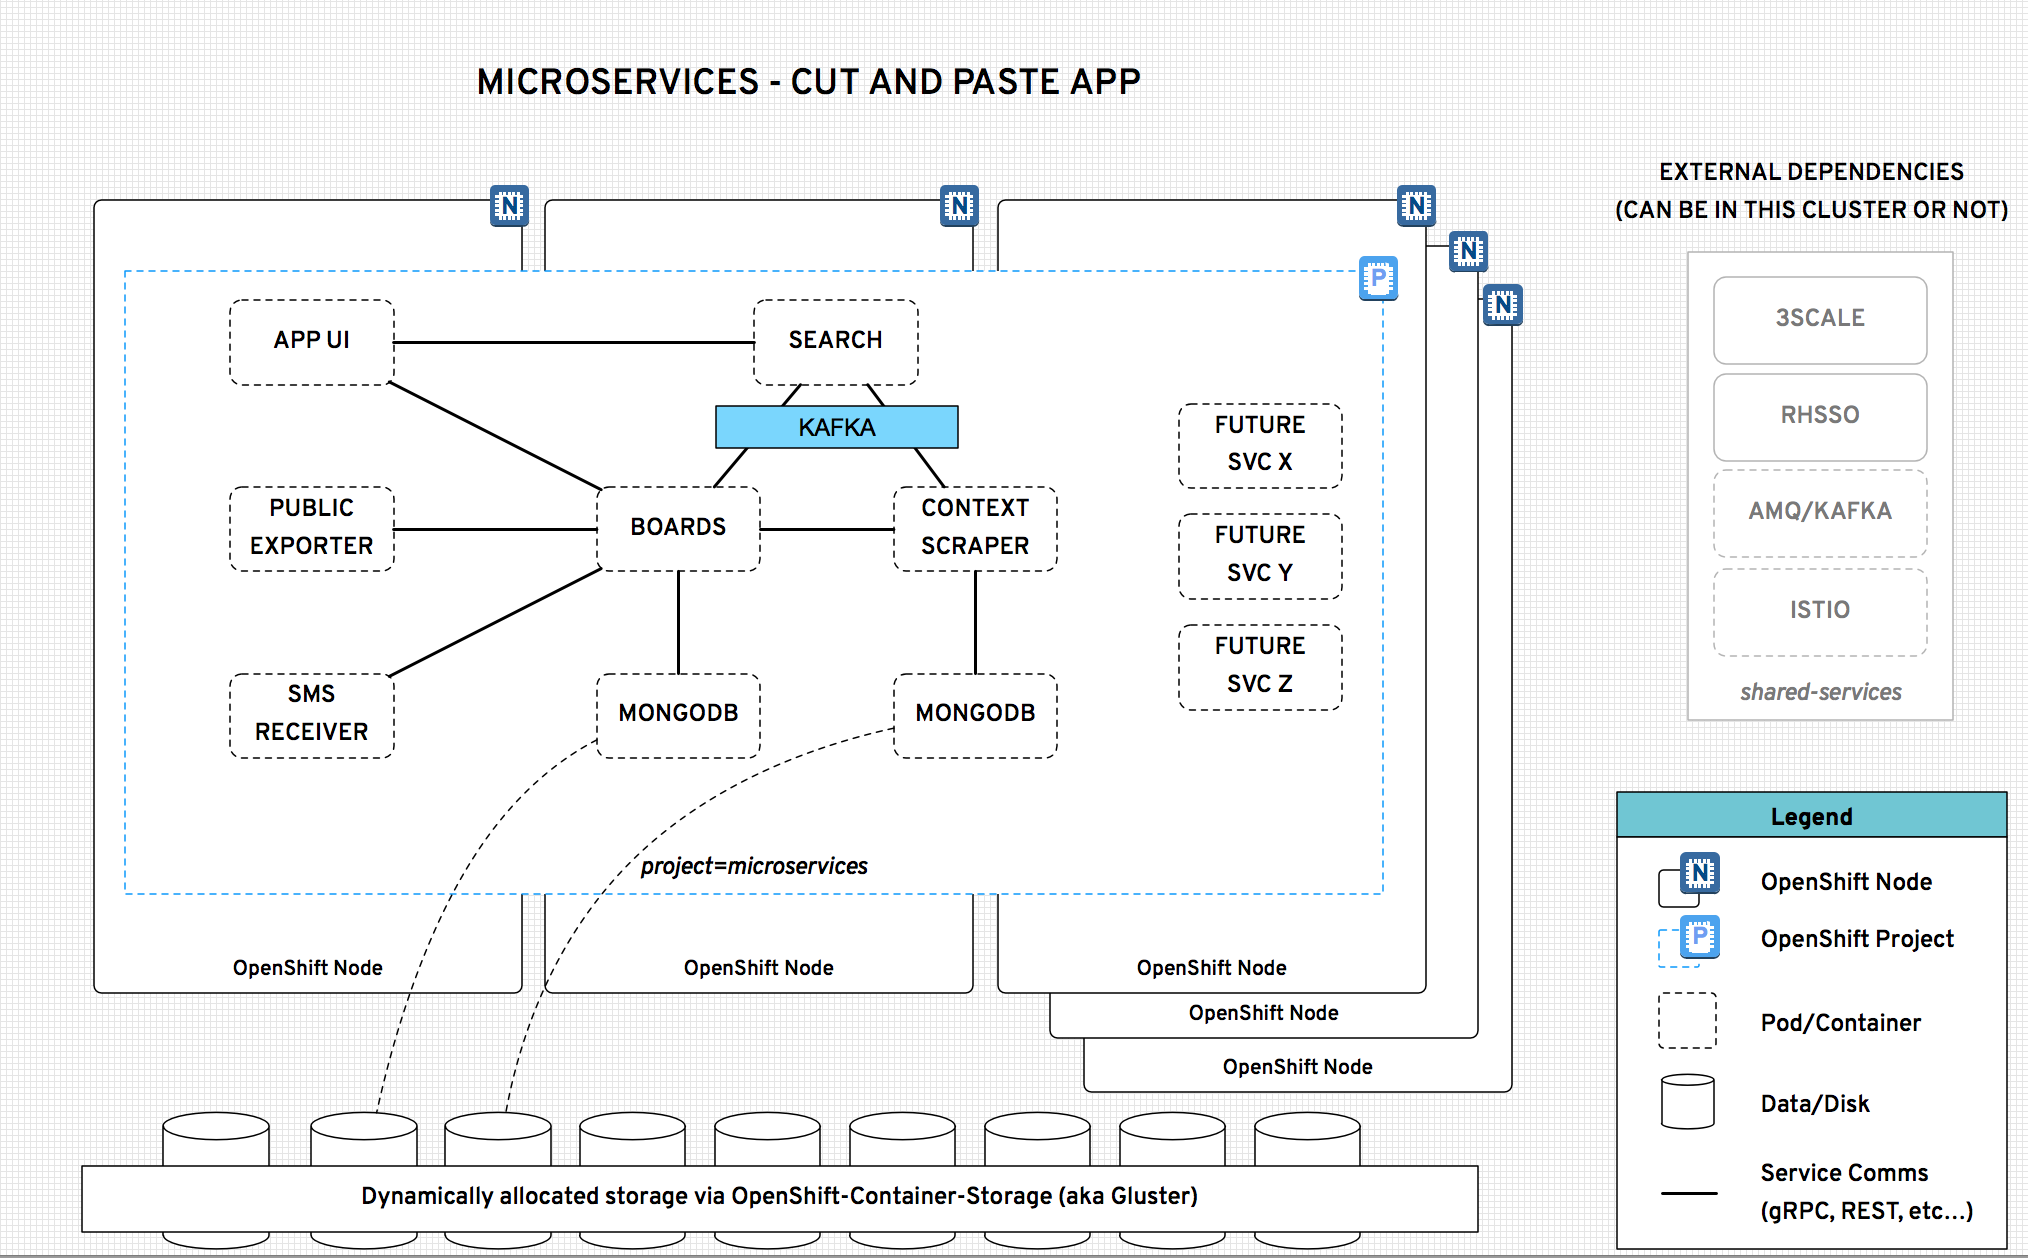 MICROSERVICES - CUT AND PASTE APP
EXTERNAL DEPENDENCIES
(CAN BE IN THIS CLUSTER OR NOT)
N
N
N
N
N
P
APP UI
SEARCH
KAFKA
PUBLIC
EXPORTER
BOARDS
CONTEXT
SCRAPER
SMS
RECEIVER
MONGODB
MONGODB
FUTURE
SVC X
FUTURE
SVC Y
FUTURE
SVC Z
project=microservices
OpenShift Node
OpenShift Node
OpenShift Node
OpenShift Node
OpenShift Node
Dynamically allocated storage via OpenShift-Container-Storage (aka Gluster)
3SCALE
RHSSO
AMQ/KAFKA
ISTIO
shared-services
Legend
N
OpenShift Node
P
OpenShift Project
Pod/Container
Data/Disk
Service Comms
(gRPC, REST, etc...)